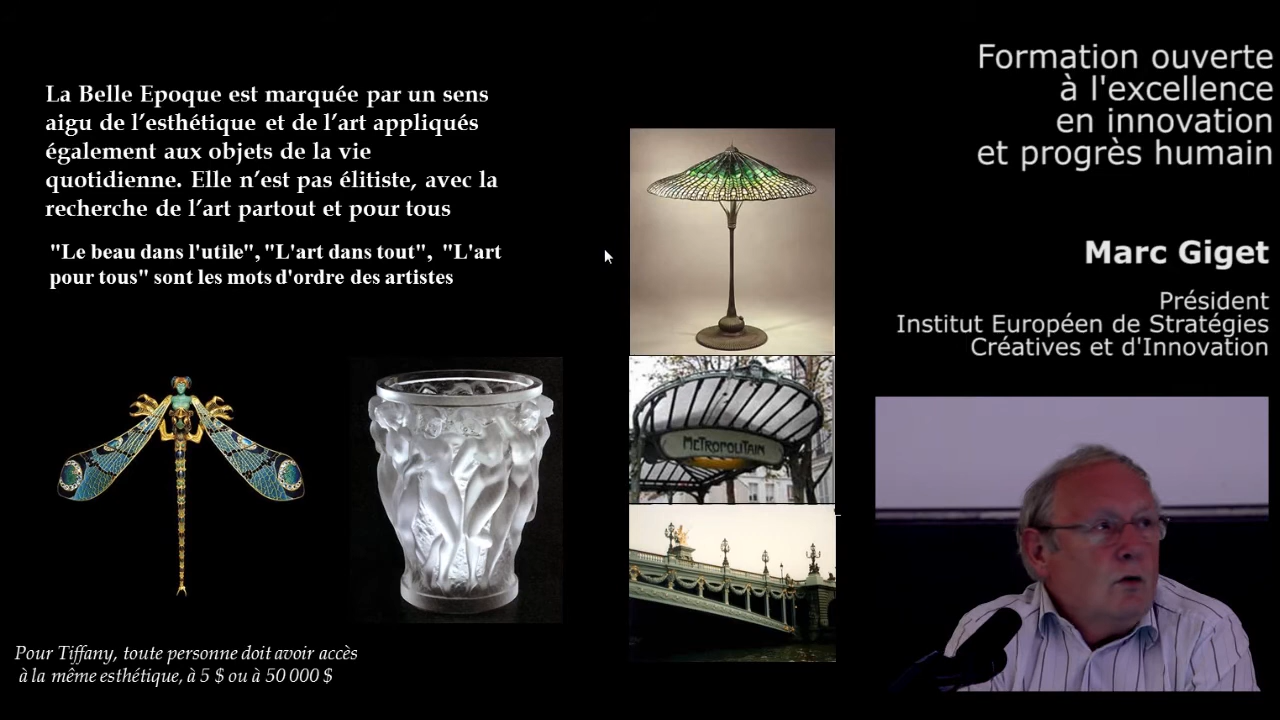 La Belle Epoque est marquée par un sens
aigu de l’esthétique et de l’art appliqués
également aux objets de la vie
quotidienne. Elle n’est pas élitiste, avec la
recherche de l’art partout et pour tous
"Le beau dans l'utile", "L'art dans tout", "L'art
pour tous" sont les mots d'ordre des artistes
Pour Tiffany, toute personne doit avoir accès
à la même esthétique, à 5 $ ou à 50 000 $
METROPOLITAIN
Formation ouverte
à l'excellence
en innovation
et progrès humain
Marc Giget
Président
Institut Européen de Stratégies
Créatives et d'Innovation